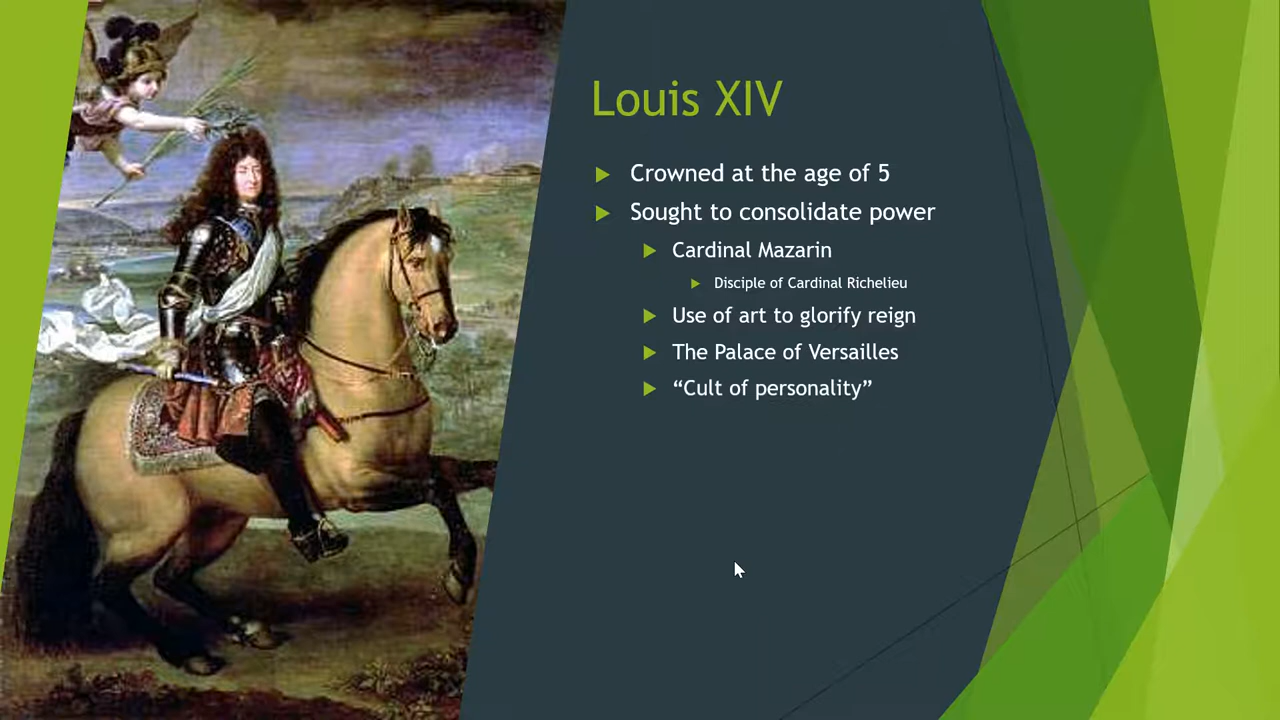 Louis XIV
Crowned at the age of 5
Sought to consolidate power
Cardinal Mazarin
Disciple of Cardinal Richelieu
Use of art to glorify reign
The Palace of Versailles
“Cult of personality”